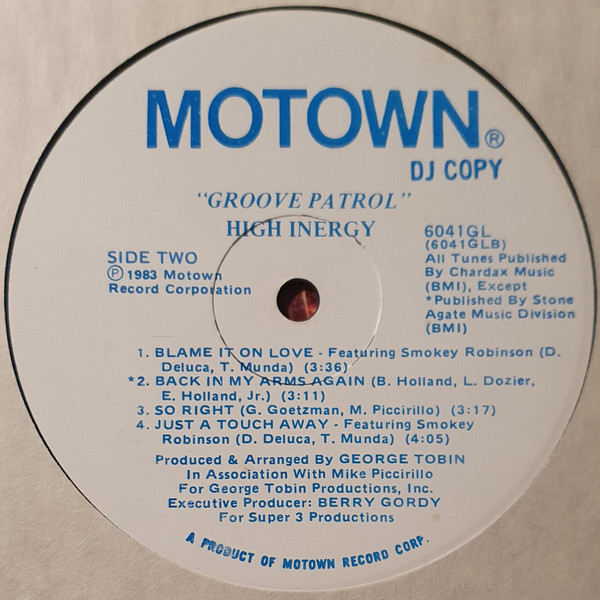 MOTOWN®
DJ COPY
"GROOVE PATROL"
HIGH INERGY
SIDE TWO
℗ 1983 Motown
Record Corporation
6041GL
(6041GLB)
All Tunes Published
By Chardax Music
(BMI), Except
*Published By Stone
Agate Music Division
(BMI)
1. BLAME IT ON LOVE - Featuring Smokey Robinson (D.
Deluca, T. Munda) (3:36)
*2. BACK IN MY ARMS AGAIN (B. Holland, L. Dozier,
E. Holland, Jr.) (3:11)
3. SO RIGHT (G. Goetzman, M. Piccirillo) (3:17)
4. JUST A TOUCH AWAY - Featuring Smokey
Robinson (D. Deluca, T. Munda) (4:05)
Produced & Arranged By GEORGE TOBIN
In Association With Mike Piccirillo
For George Tobin Productions, Inc.
Executive Producer: BERRY GORDY
For Super 3 Productions
A PRODUCT OF MOTOWN RECORD CORP.